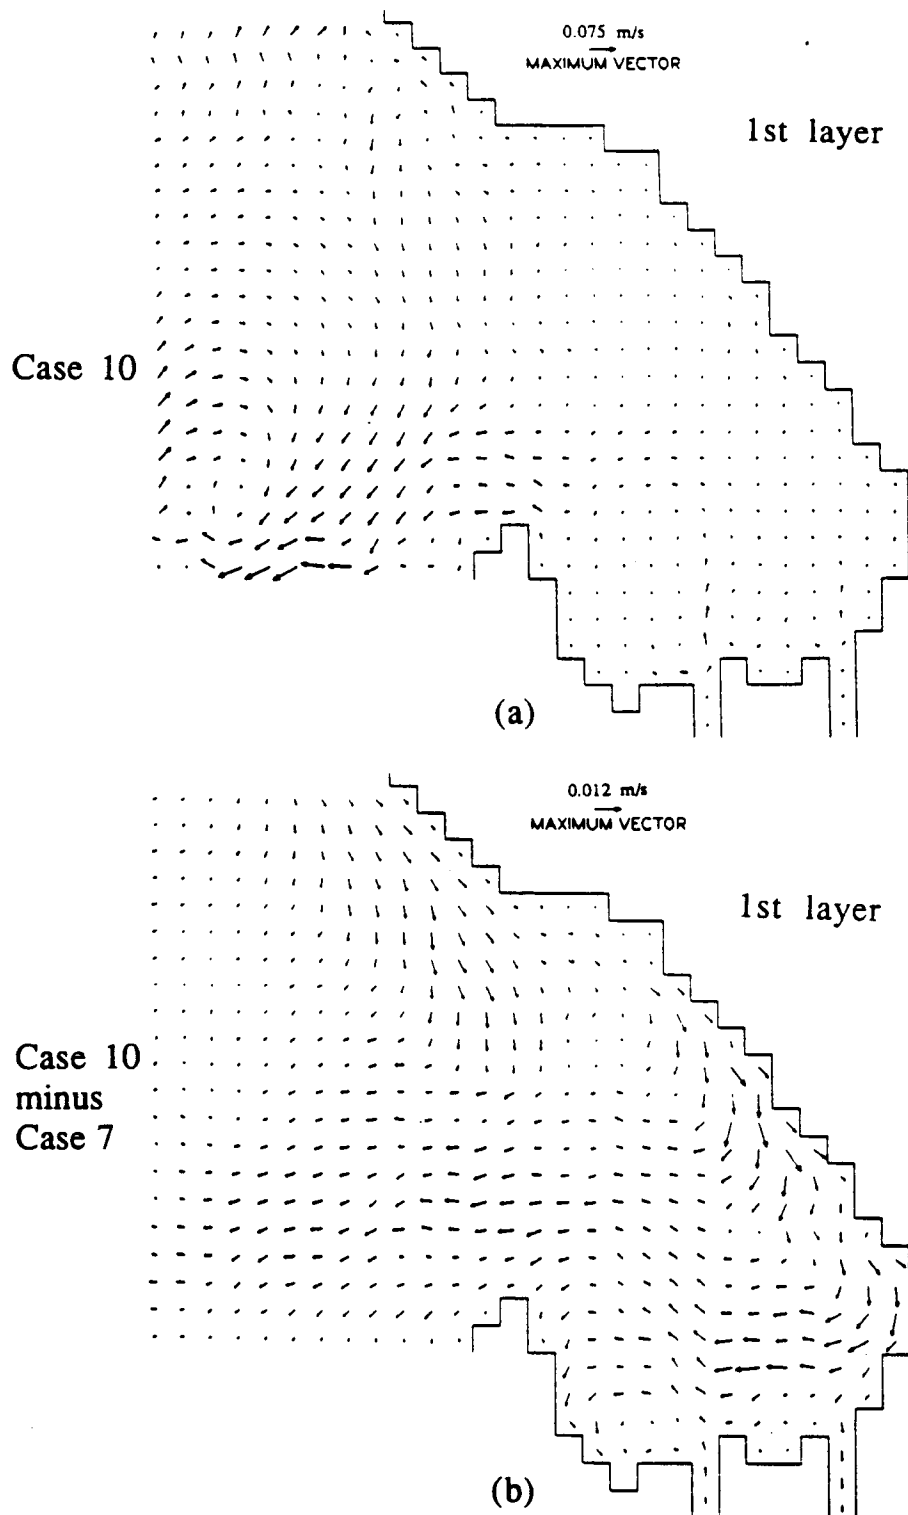 0.075 m/s
MAXIMUM VECTOR
1st layer
Case 10
(a)
0.012 m/s
MAXIMUM VECTOR
1st layer
Case 10
minus
Case 7
(b)